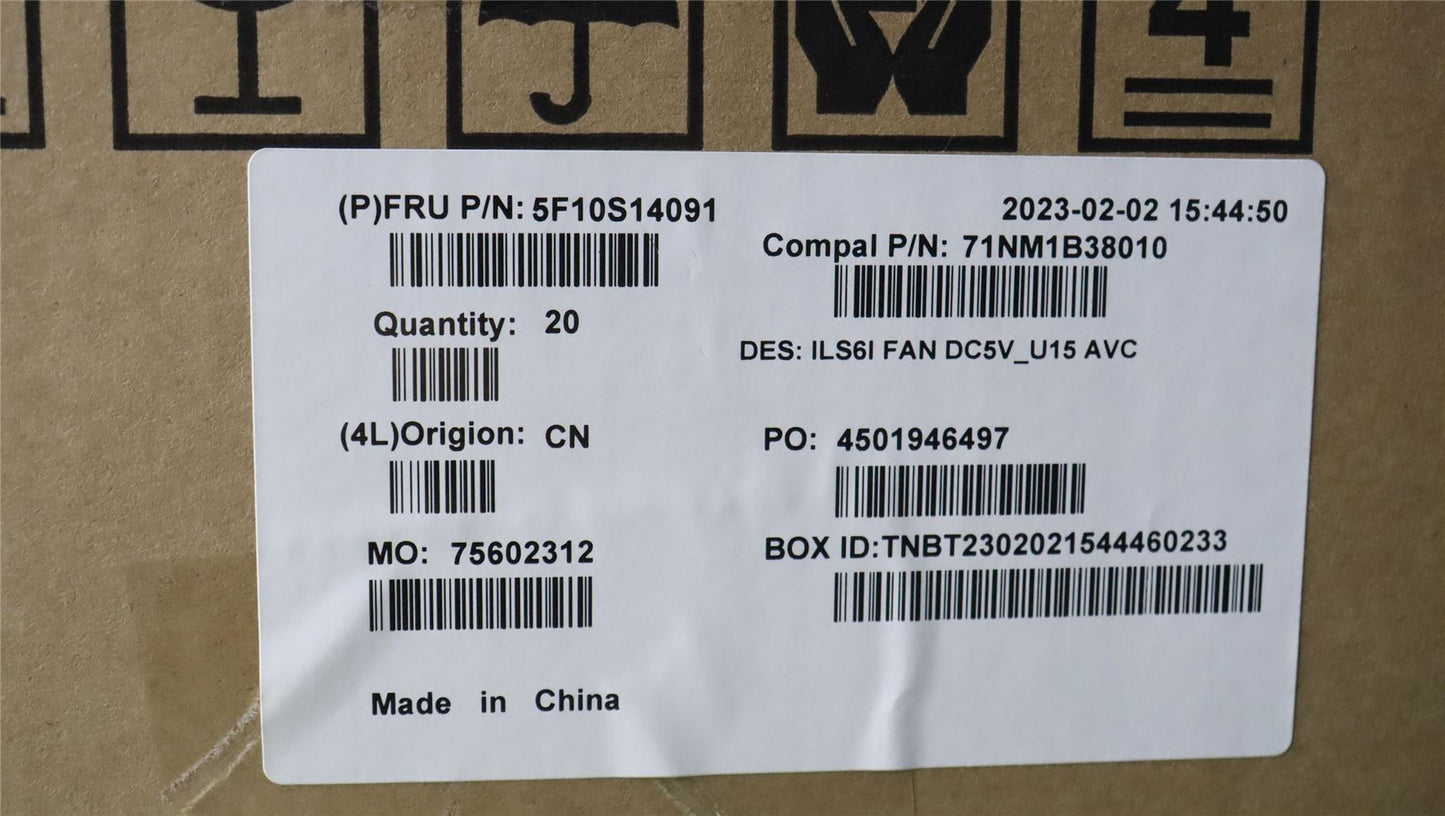 4
(P)FRU P/N: 5F10S14091
2023-02-02 15:44:50
Compal P/N: 71NM1B38010
Quantity: 20
DES: ILS6I FAN DC5V_U15 AVC
(4L)Origion: CN
PO: 4501946497
MO: 75602312
BOX ID:TNBT2302021544460233
Made in China